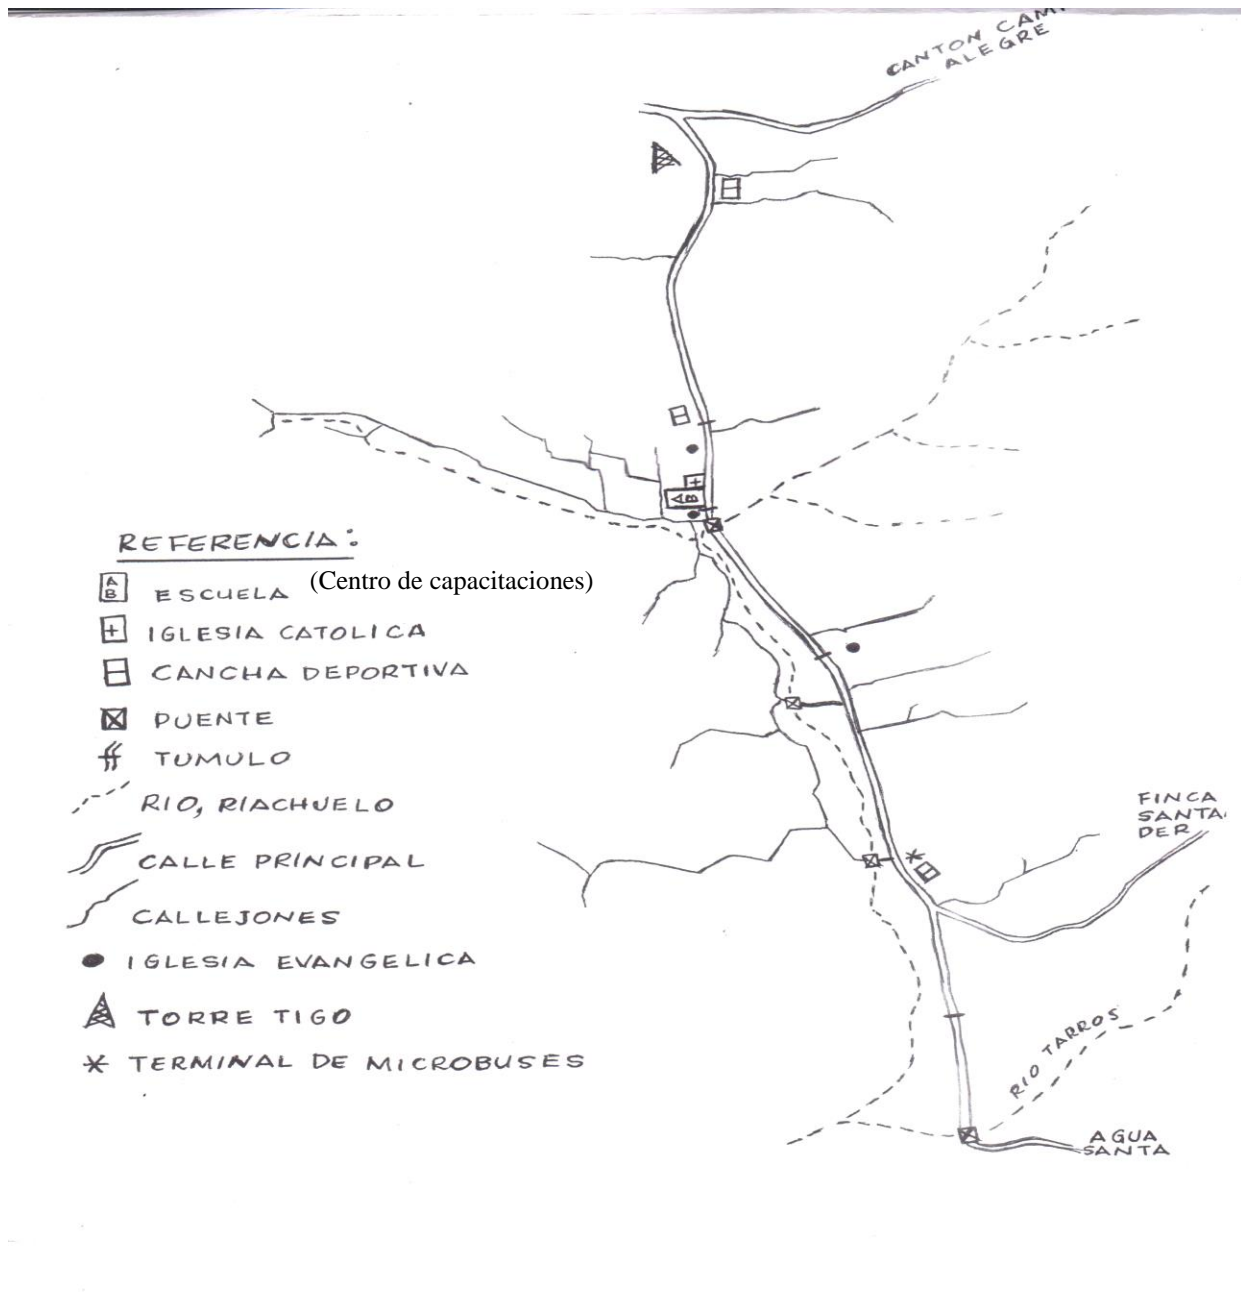 CANTON CAM
ALEGRE
A
B
REFERENCIA:
A
B
ESCUELA (Centro de capacitaciones)
IGLESIA CATOLICA
CANCHA DEPORTIVA
PUENTE
TUMULO
RIO, RIACHUELO
CALLE PRINCIPAL
CALLEJONES
IGLESIA EVANGELICA
TORRE TIGO
TERMINAL DE MICROBUSES
FINCA
SANTA
DER
RIO TARROS
AGUA
SANTA